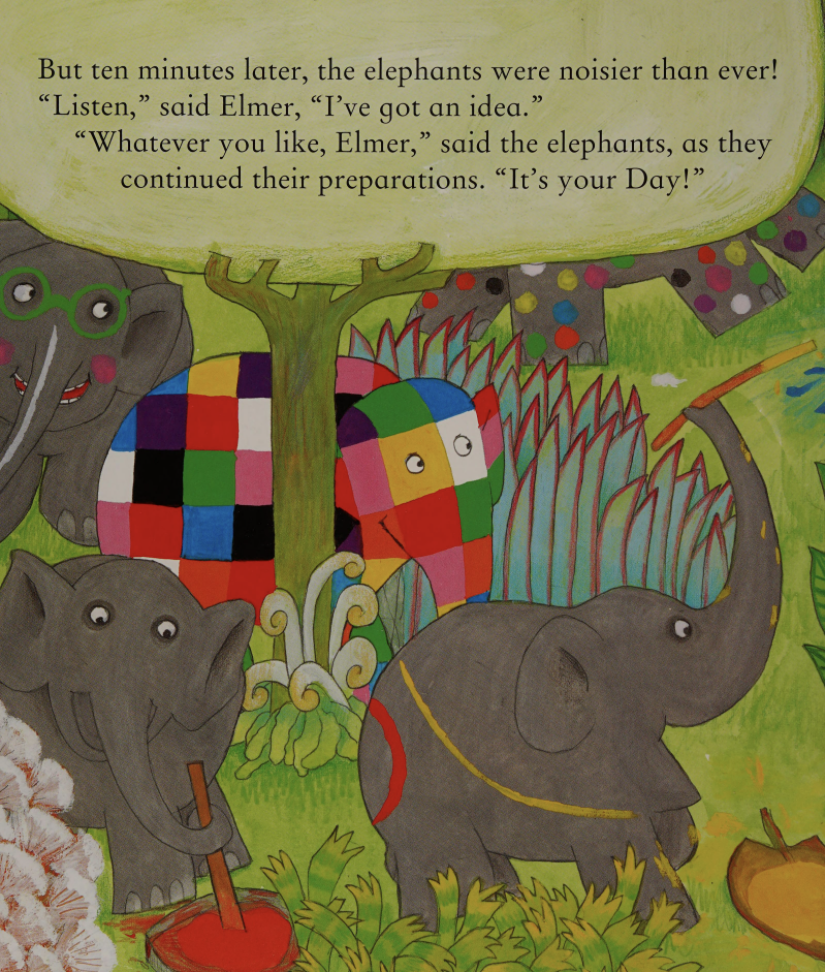 But ten minutes later, the elephants were noisier than ever!
“Listen,” said Elmer, “I’ve got an idea.”
“Whatever you like, Elmer,” said the elephants, as they
continued their preparations. “It’s your Day!”